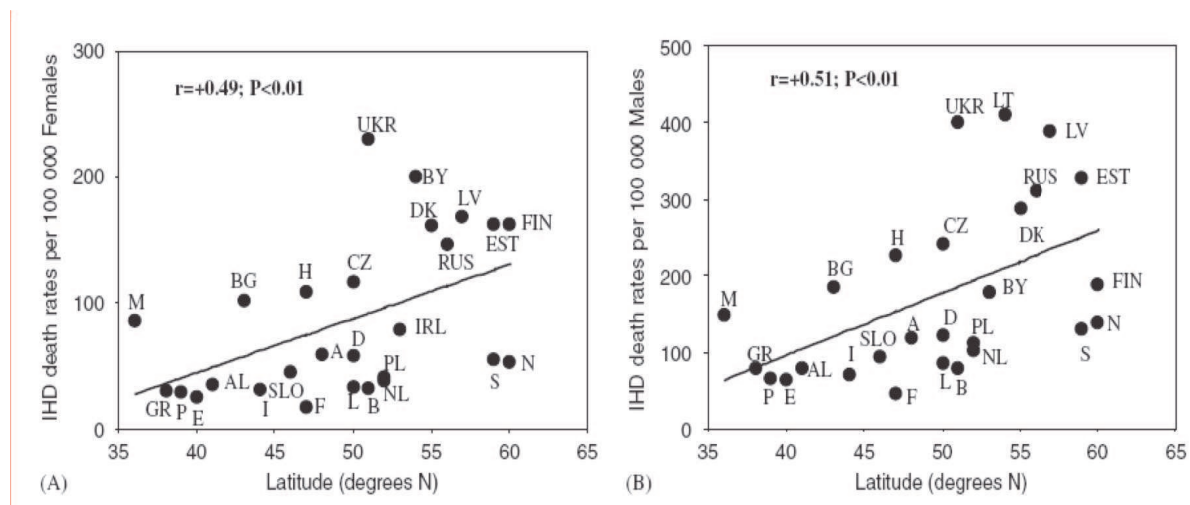 300
200
100
0
IHD death rates per 100 000 Females
r=+0.49; P<0.01
UKR
BY
LV
DK
FIN
EST
RUS
CZ
H
BG
M
IRL
D
A
PL
SLO
AL
NL
GR P E
I
F
L B
S
N
35 40 45 50 55 60 65
(A)
Latitude (degrees N)
500
400
300
200
100
0
IHD death rates per 100 000 Males
r=+0.51; P<0.01
UKR
LT
LV
RUS
EST
DK
CZ
H
BG
BY
FIN
M
N
S
D
PL
A
SLO
NL
GR
I
AL
P E
F
L B
35 40 45 50 55 60 65
(B)
Latitude (degrees N)